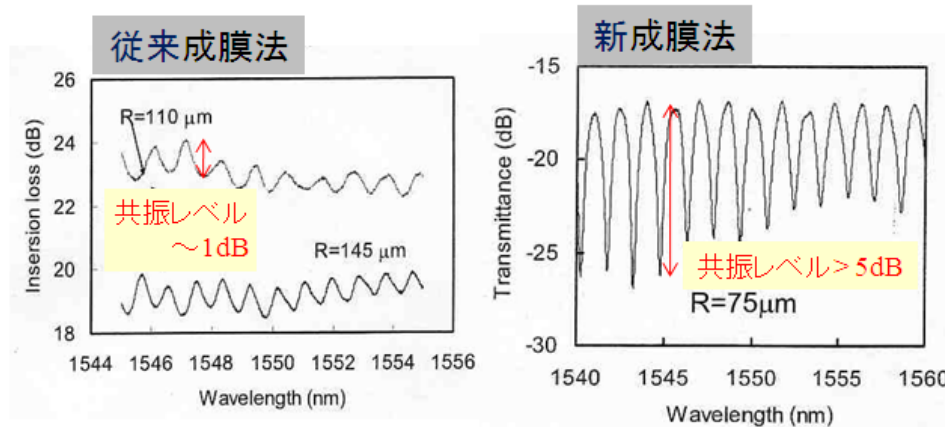 従来成膜法
26
24
22
20
18
Insersion loss (dB)
R=110 μm
共振レベル
～1dB
R=145 μm
1544 1546 1548 1550 1552 1554 1556
Wavelength (nm)
新成膜法
-15
-20
-25
-30
Transmittance (dB)
共振レベル>5dB
R=75μm
1540 1545 1550 1555 1560
Wavelength (nm)